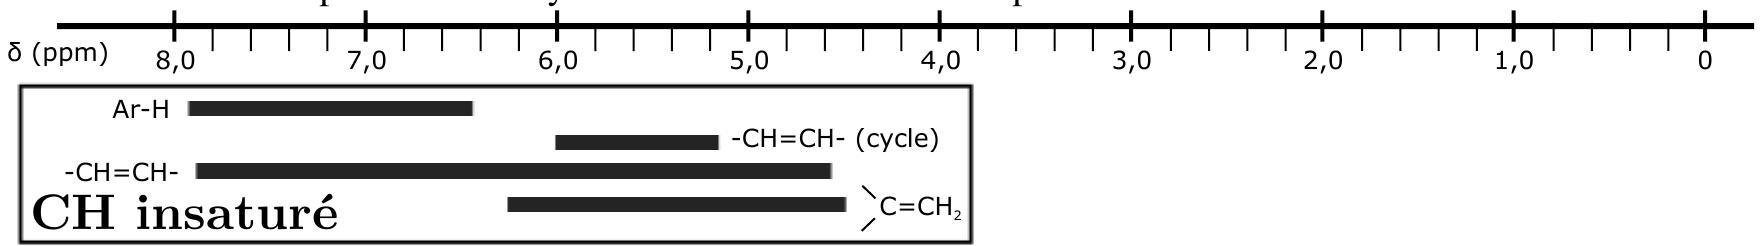 δ (ppm) 8,0 7,0 6,0 5,0 4,0 3,0 2,0 1,0 0
Ar-H
-CH=CH- (cycle)
-CH=CH-
C=CH₂
CH insaturé